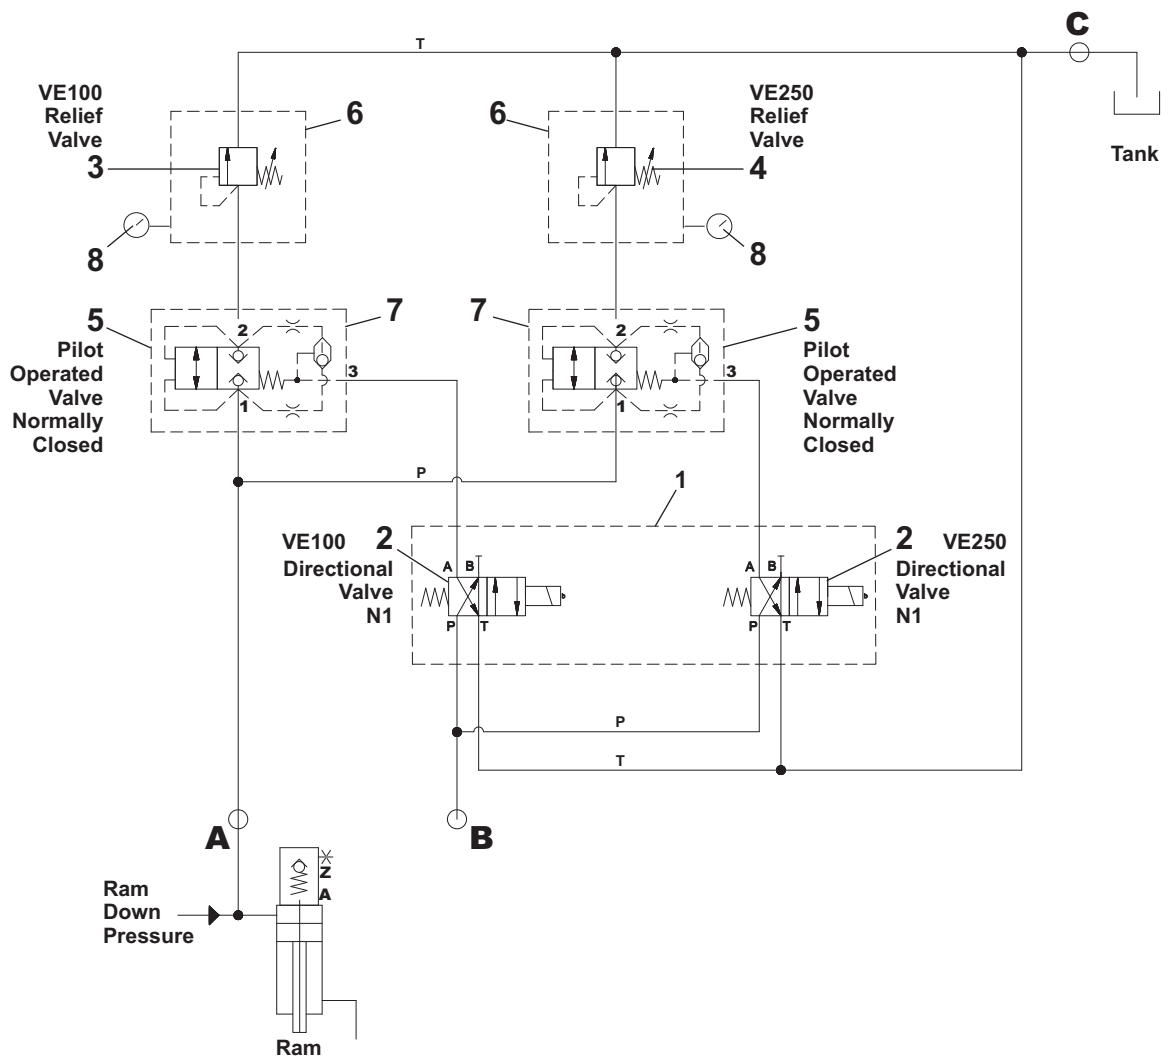 C
T
VE100
Relief
Valve
3
6
6
VE250
Relief
Valve
4
Tank
8
8
5
Pilot
Operated
Valve
Normally
Closed
7
2
3
1
7
2
3
1
5
Pilot
Operated
Valve
Normally
Closed
P
1
VE100 2
Directional
Valve
N1
A B
P T
2 VE250
Directional
Valve
N1
A B
P T
P
T
A
B
Z
A
Ram
Down
Pressure
Ram